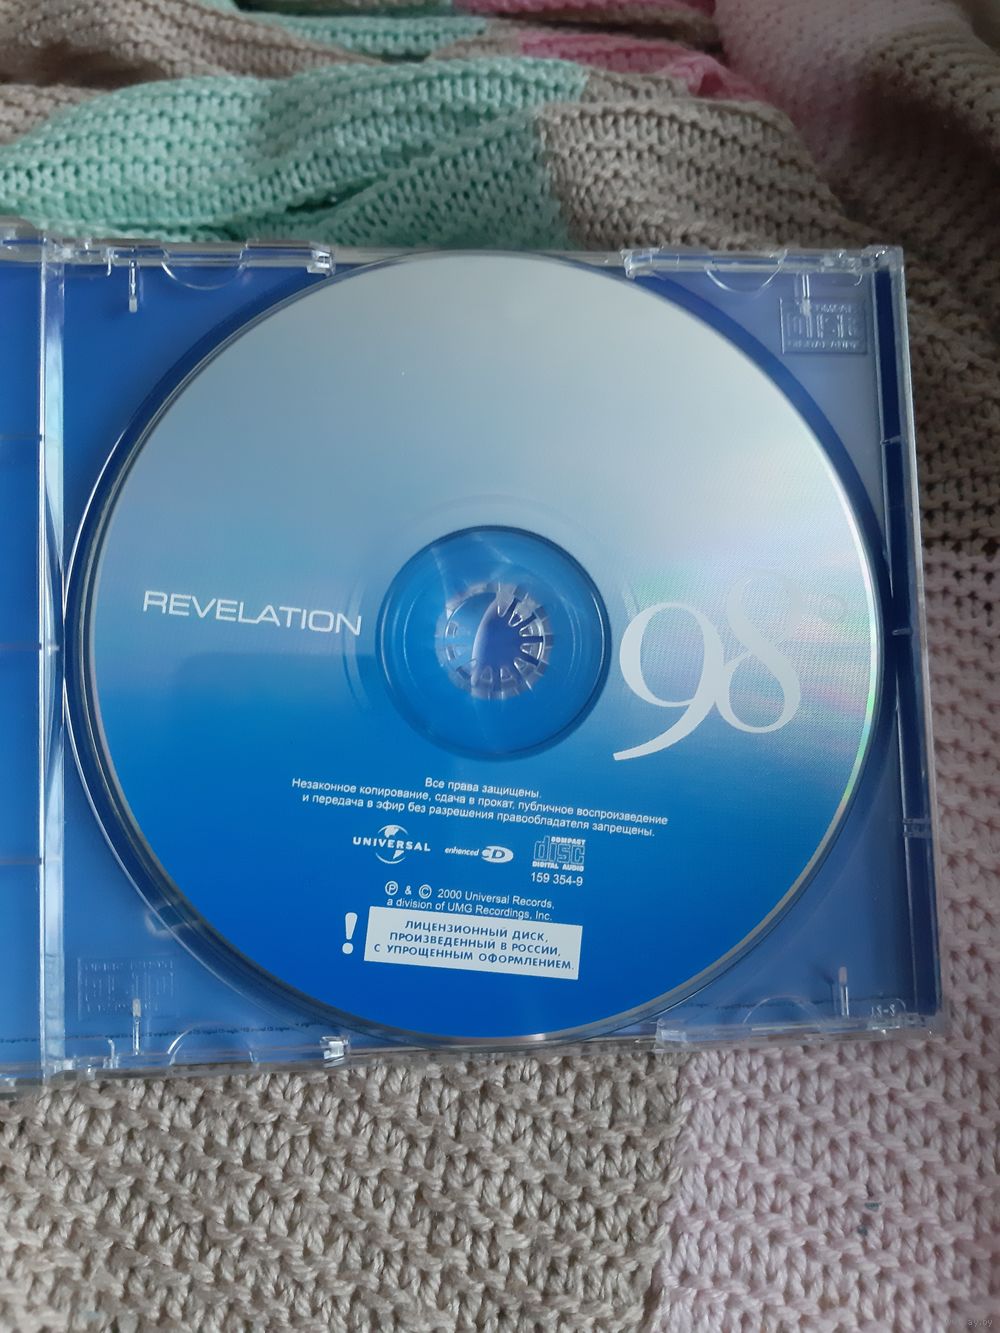 REVELATION
98°
Все права защищены.
Незаконное копирование, сдача в прокат, публичное воспроизведение
и передача в эфир без разрешения правообладателя запрещены.
UNIVERSAL
enhanced CD
COMPACT
disc
DIGITAL AUDIO
159 354-9
Ⓟ & © 2000 Universal Records,
a division of UMG Recordings, Inc.
! ЛИЦЕНЗИОННЫЙ ДИСК,
ПРОИЗВЕДЕННЫЙ В РОССИИ,
С УПРОЩЕННЫМ ОФОРМЛЕНИЕМ.